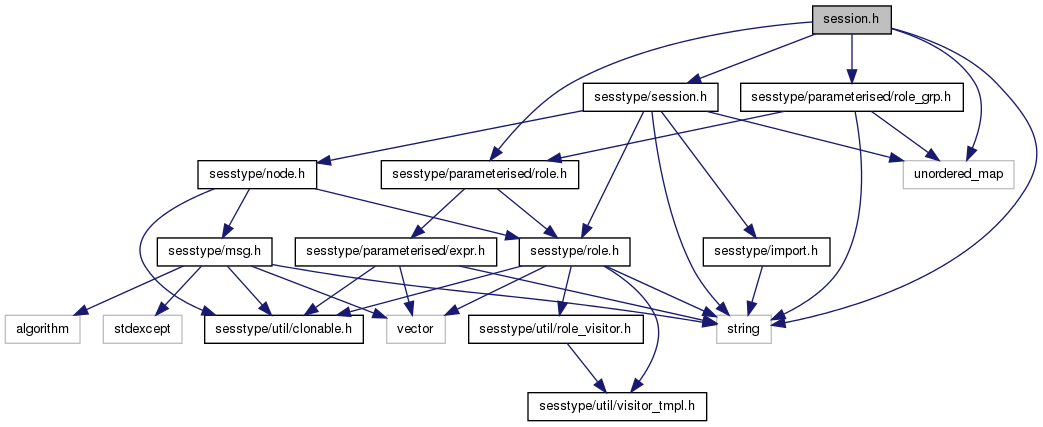 session.h
sesstype/session.h
sesstype/parameterised/role_grp.h
sesstype/node.h
sesstype/parameterised/role.h
unordered_map
sesstype/msg.h
sesstype/parameterised/expr.h
sesstype/role.h
sesstype/import.h
algorithm
stdexcept
sesstype/util/clonable.h
vector
sesstype/util/role_visitor.h
string
sesstype/util/visitor_tmpl.h